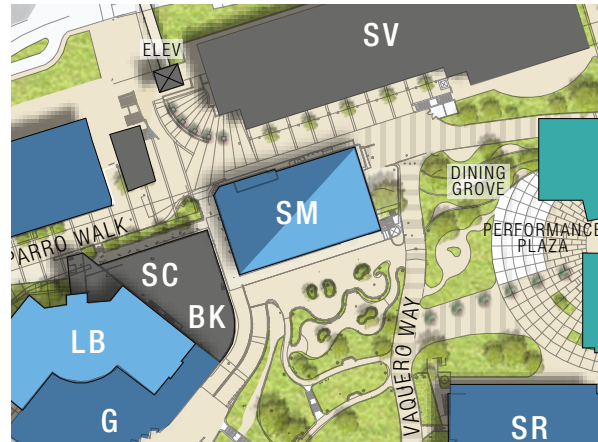 SV
ELEV
DINING
GROVE
SM
PERFORMANCE
PLAZA
PARRO WALK
SC
BK
VAQUERO WAY
LB
G
SR